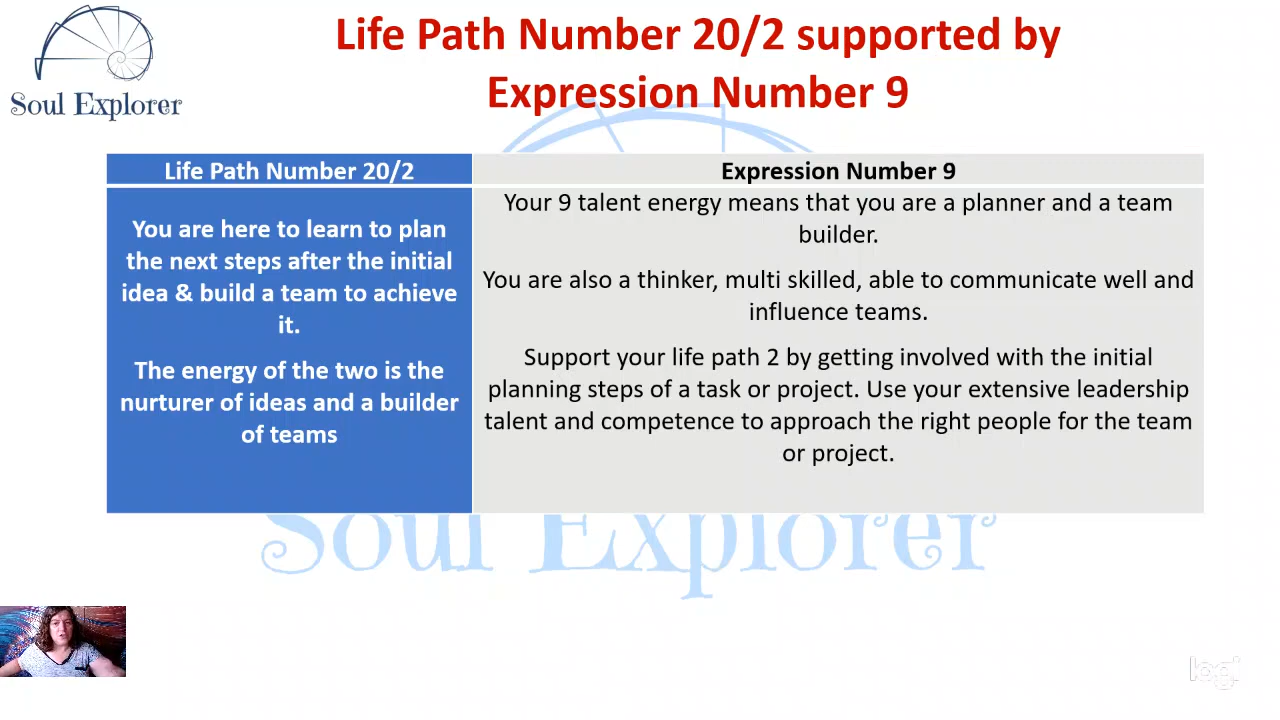 Life Path Number 20/2 supported by
Expression Number 9
Soul Explorer
Life Path Number 20/2
Expression Number 9
You are here to learn to plan
the next steps after the initial
idea & build a team to achieve
it.
The energy of the two is the
nurturer of ideas and a builder
of teams
Your 9 talent energy means that you are a planner and a team
builder.
You are also a thinker, multi skilled, able to communicate well and
influence teams.
Support your life path 2 by getting involved with the initial
planning steps of a task or project. Use your extensive leadership
talent and competence to approach the right people for the team
or project.
Soul Explorer
logi